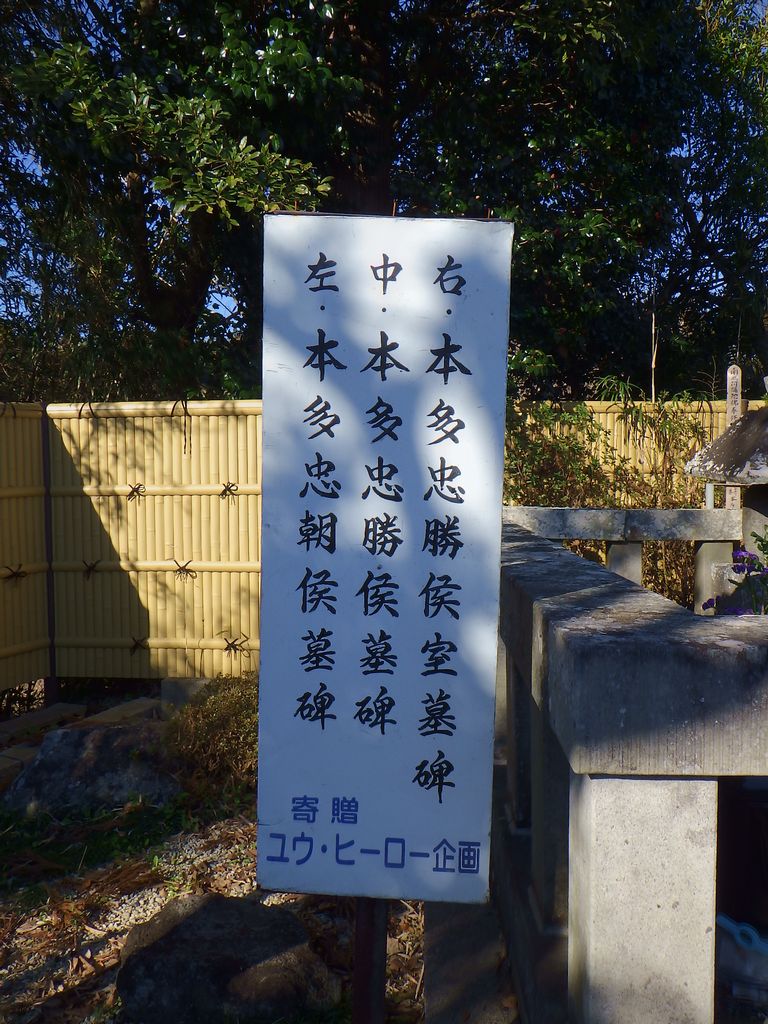 右・本多忠勝侯室墓碑
中・本多忠勝侯墓碑
左・本多忠朝侯墓碑
寄贈
ユウ・ヒーロー企画